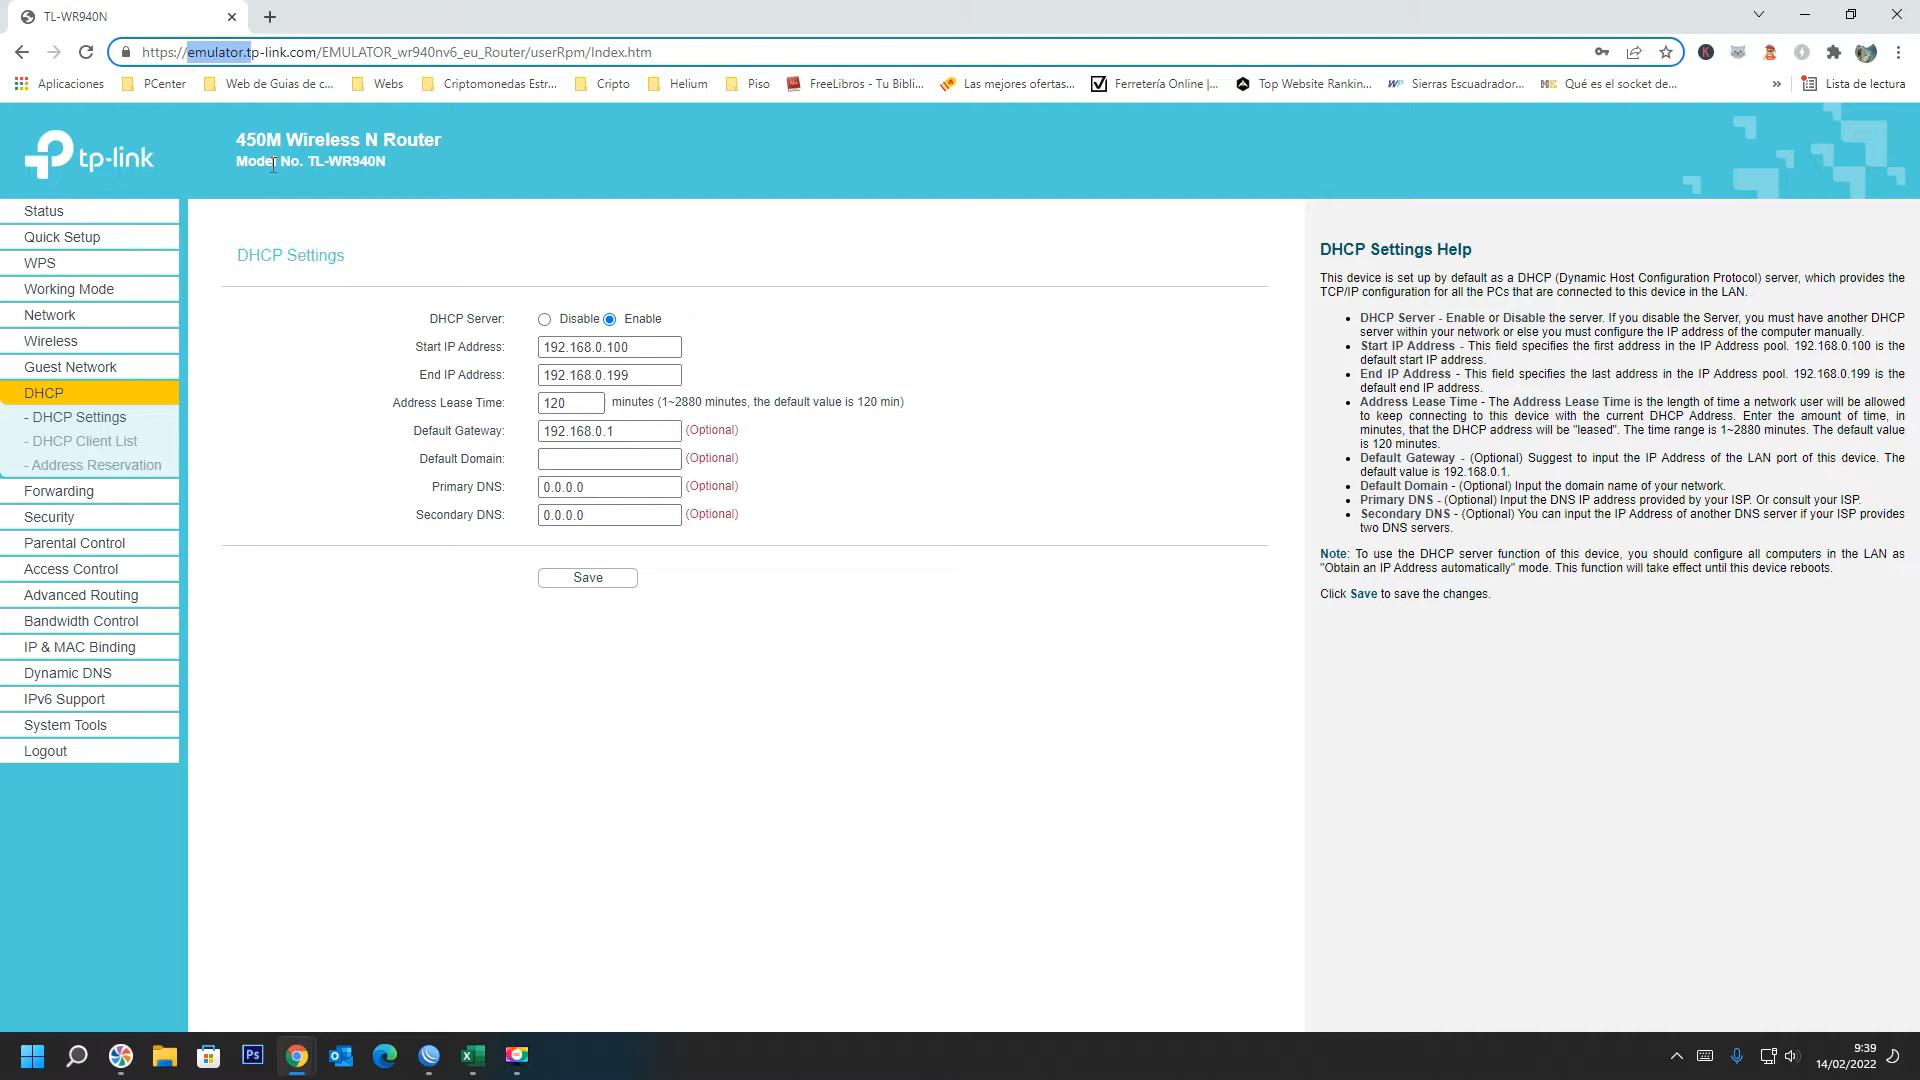 TL-WR940N
https://emulator.tp-link.com/EMULATOR_wr940nv6_eu_Router/userRpm/Index.htm
Aplicaciones
PCenter
Web de Guias de c...
Webs
Criptomonedas Estr...
Cripto
Helium
Piso
FreeLibros - Tu Bibli...
Las mejores ofertas...
Ferretería Online |...
Top Website Rankin...
Sierras Escuadrador...
Qué es el socket de...
»
Lista de lectura
tp-link
450M Wireless N Router
Model No. TL-WR940N
Status
Quick Setup
WPS
Working Mode
Network
Wireless
Guest Network
DHCP
- DHCP Settings
- DHCP Client List
- Address Reservation
Forwarding
Security
Parental Control
Access Control
Advanced Routing
Bandwidth Control
IP & MAC Binding
Dynamic DNS
IPv6 Support
System Tools
Logout
DHCP Settings
DHCP Server: Disable Enable
Start IP Address: 192.168.0.100
End IP Address: 192.168.0.199
Address Lease Time: 120 minutes (1~2880 minutes, the default value is 120 min)
Default Gateway: 192.168.0.1 (Optional)
Default Domain: (Optional)
Primary DNS: 0.0.0.0 (Optional)
Secondary DNS: 0.0.0.0 (Optional)
Save
DHCP Settings Help
This device is set up by default as a DHCP (Dynamic Host Configuration Protocol) server, which provides the
TCP/IP configuration for all the PCs that are connected to this device in the LAN.
• DHCP Server - Enable or Disable the server. If you disable the Server, you must have another DHCP
server within your network or else you must configure the IP address of the computer manually.
• Start IP Address - This field specifies the first address in the IP Address pool. 192.168.0.100 is the
default start IP address.
• End IP Address - This field specifies the last address in the IP Address pool. 192.168.0.199 is the
default end IP address.
• Address Lease Time - The Address Lease Time is the length of time a network user will be allowed
to keep connecting to this device with the current DHCP Address. Enter the amount of time, in
minutes, that the DHCP address will be "leased". The time range is 1~2880 minutes. The default value
is 120 minutes.
• Default Gateway - (Optional) Suggest to input the IP Address of the LAN port of this device. The
default value is 192.168.0.1.
• Default Domain - (Optional) Input the domain name of your network.
• Primary DNS - (Optional) Input the DNS IP address provided by your ISP. Or consult your ISP.
• Secondary DNS - (Optional) You can input the IP Address of another DNS server if your ISP provides
two DNS servers.
Note: To use the DHCP server function of this device, you should configure all computers in the LAN as
"Obtain an IP Address automatically" mode. This function will take effect until this device reboots.
Click Save to save the changes.
Ps
9:39
14/02/2022